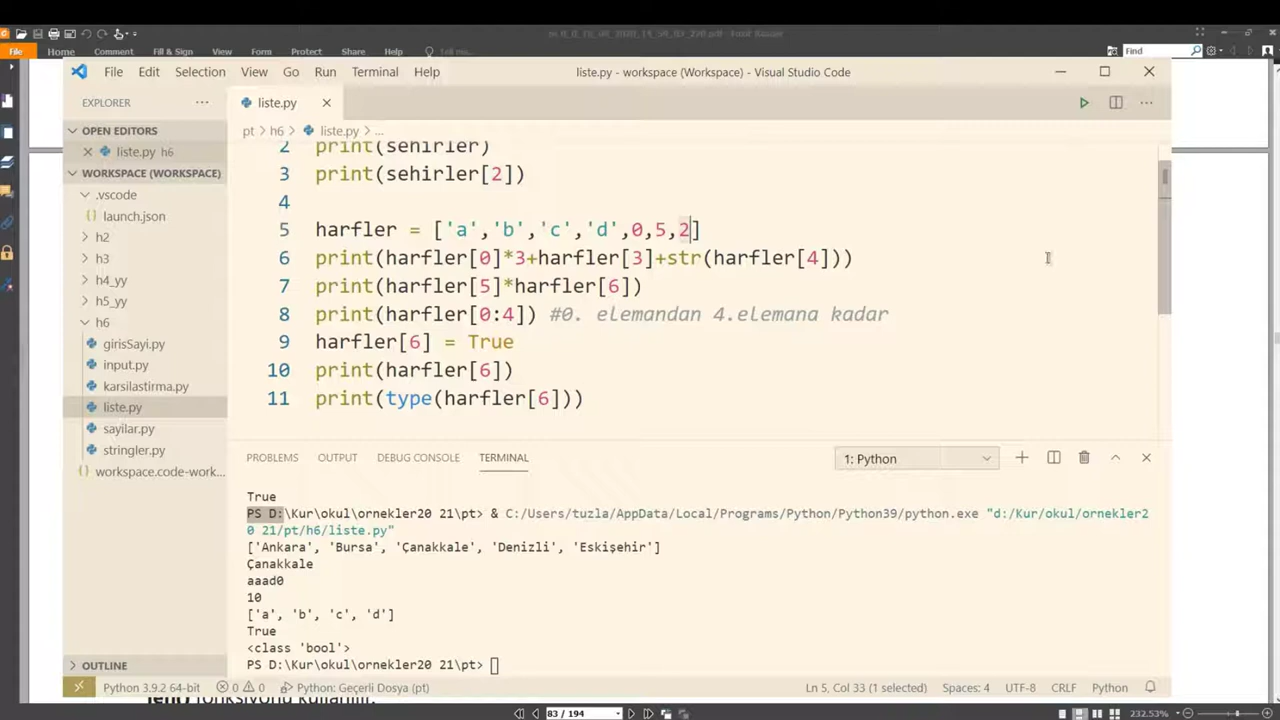 File Home Comment Fill & Sign View Form Protect Share Help Find
File Edit Selection View Go Run Terminal Help liste.py - workspace (Workspace) - Visual Studio Code
EXPLORER ... liste.py
OPEN EDITORS pt > h6 > liste.py > ...
liste.py h6 2 print(sehirler)
WORKSPACE (WORKSPACE) 3 print(sehirler[2])
.vscode 4
launch.json 5 harfler = ['a','b','c','d',0,5,2]
h2 6 print(harfler[0]*3+harfler[3]+str(harfler[4]))
h3 7 print(harfler[5]*harfler[6])
h4_yy 8 print(harfler[0:4]) #0. elemandan 4.elemana kadar
h5_yy 9 harfler[6] = True
h6 10 print(harfler[6])
girisSayi.py 11 print(type(harfler[6]))
input.py
karsilastirma.py
liste.py
sayilar.py
stringler.py
workspace.code-work...
PROBLEMS OUTPUT DEBUG CONSOLE TERMINAL 1: Python
True
PS D:\Kur\okul\ornekler20 21\pt> & C:/Users/tuzla/AppData/Local/Programs/Python/Python39/python.exe "d:/Kur/okul/ornekler2
0 21/pt/h6/liste.py"
['Ankara', 'Bursa', 'Çanakkale', 'Denizli', 'Eskişehir']
Çanakkale
aaad0
10
['a', 'b', 'c', 'd']
True
<class 'bool'>
PS D:\Kur\okul\ornekler20 21\pt>
OUTLINE
Python 3.9.2 64-bit 0 0 Python: Geçerli Dosya (pt) Ln 5, Col 33 (1 selected) Spaces: 4 UTF-8 CRLF Python
fonksiyonu kullanılır.
83 / 194 232.53%